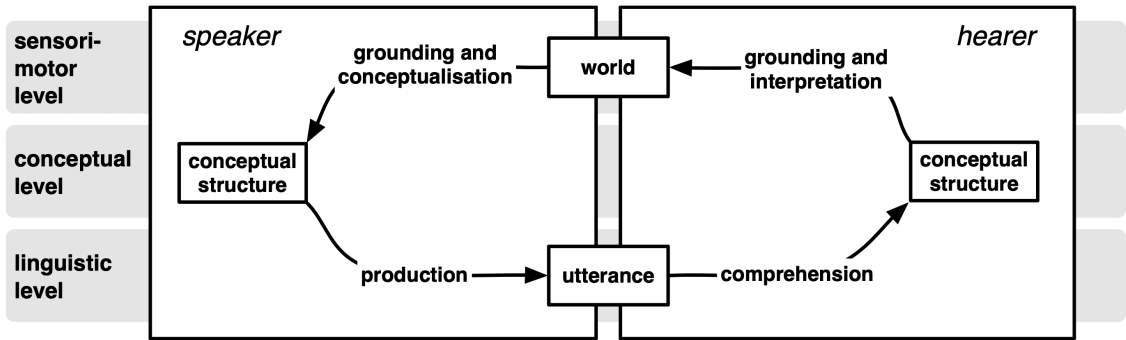 sensori-
motor
level
speaker
grounding and
conceptualisation
world
grounding and
interpretation
hearer
conceptual
level
conceptual
structure
conceptual
structure
linguistic
level
production
utterance
comprehension